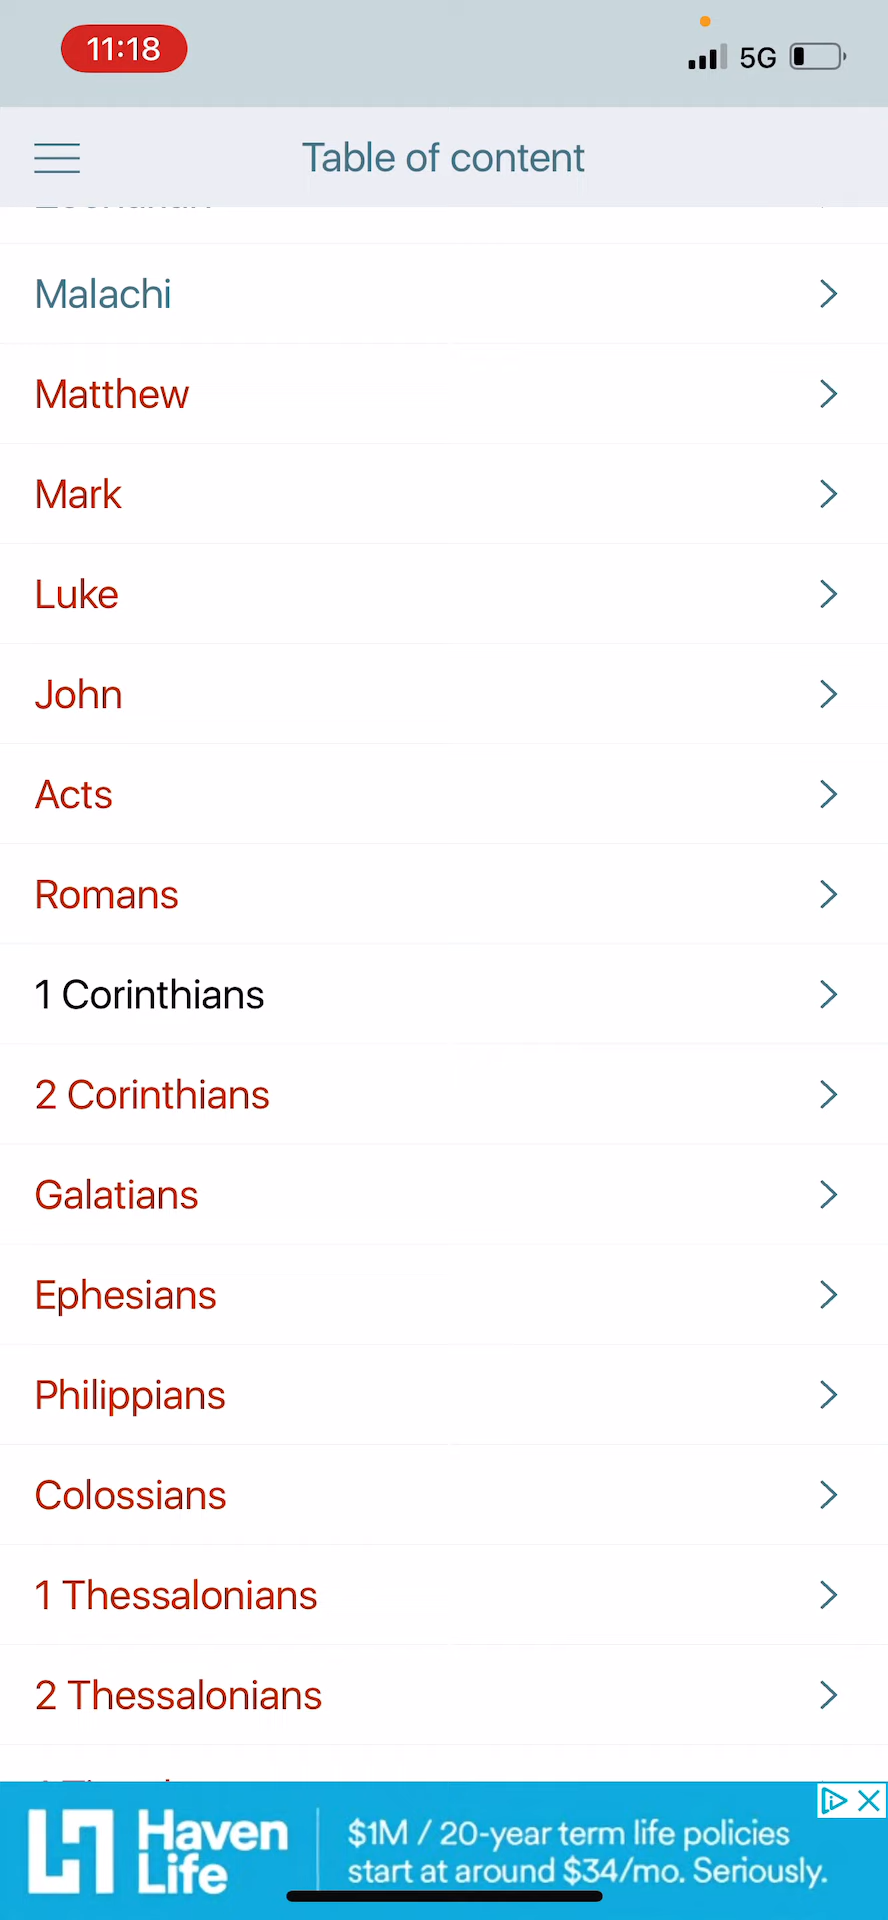 11:18
5G
Table of content
Malachi
Matthew
Mark
Luke
John
Acts
Romans
1 Corinthians
2 Corinthians
Galatians
Ephesians
Philippians
Colossians
1 Thessalonians
2 Thessalonians
Haven
Life
$1M / 20-year term life policies
start at around $34/mo. Seriously.